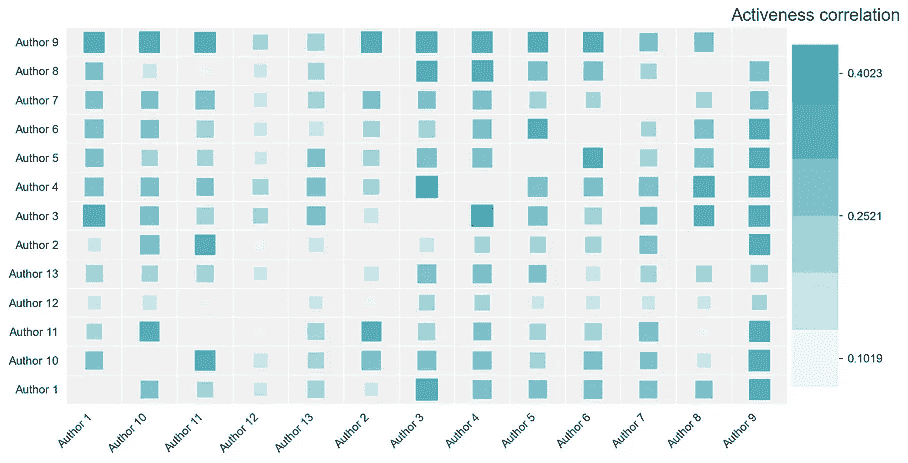 Activeness correlation
Author 9
Author 8
Author 7
Author 6
Author 5
Author 4
Author 3
Author 2
Author 13
Author 12
Author 11
Author 10
Author 1
0.4023
0.2521
0.1019
Author 1
Author 10
Author 11
Author 12
Author 13
Author 2
Author 3
Author 4
Author 5
Author 6
Author 7
Author 8
Author 9